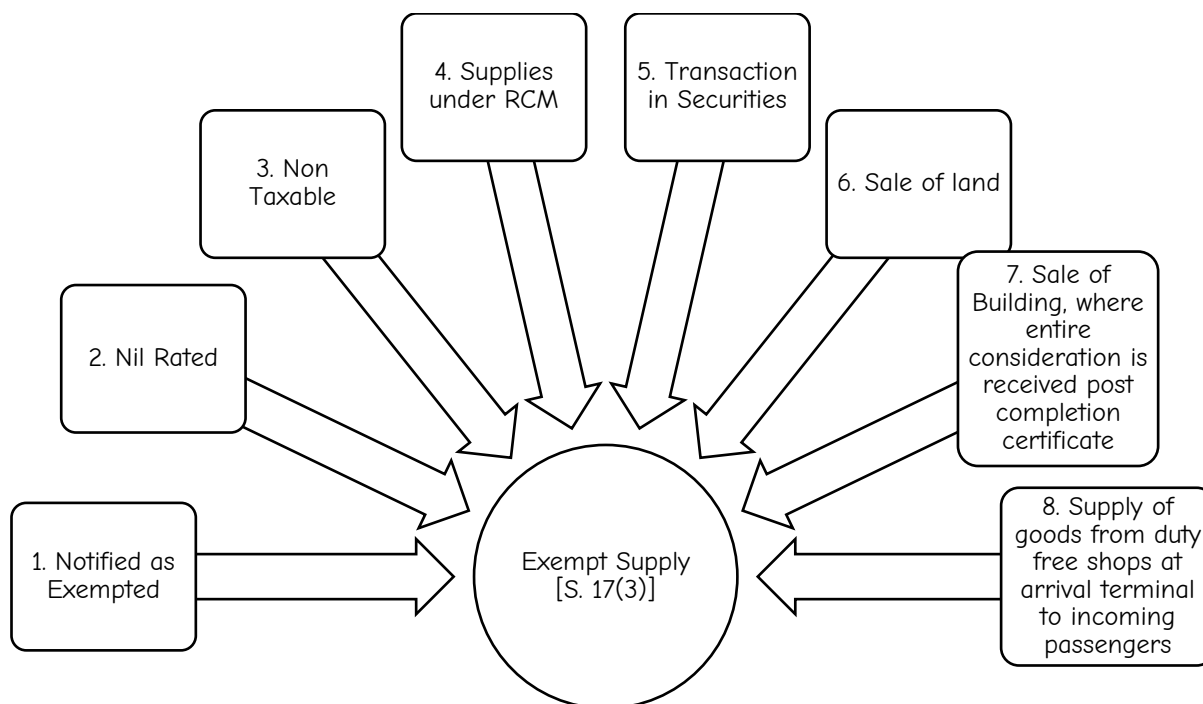 1. Notified as
Exempted
2. Nil Rated
3. Non
Taxable
4. Supplies
under RCM
5. Transaction
in Securities
6. Sale of land
7. Sale of
Building, where
entire
consideration is
received post
completion
certificate
8. Supply of
goods from duty
free shops at
arrival terminal
to incoming
passengers
Exempt Supply
[S. 17(3)]